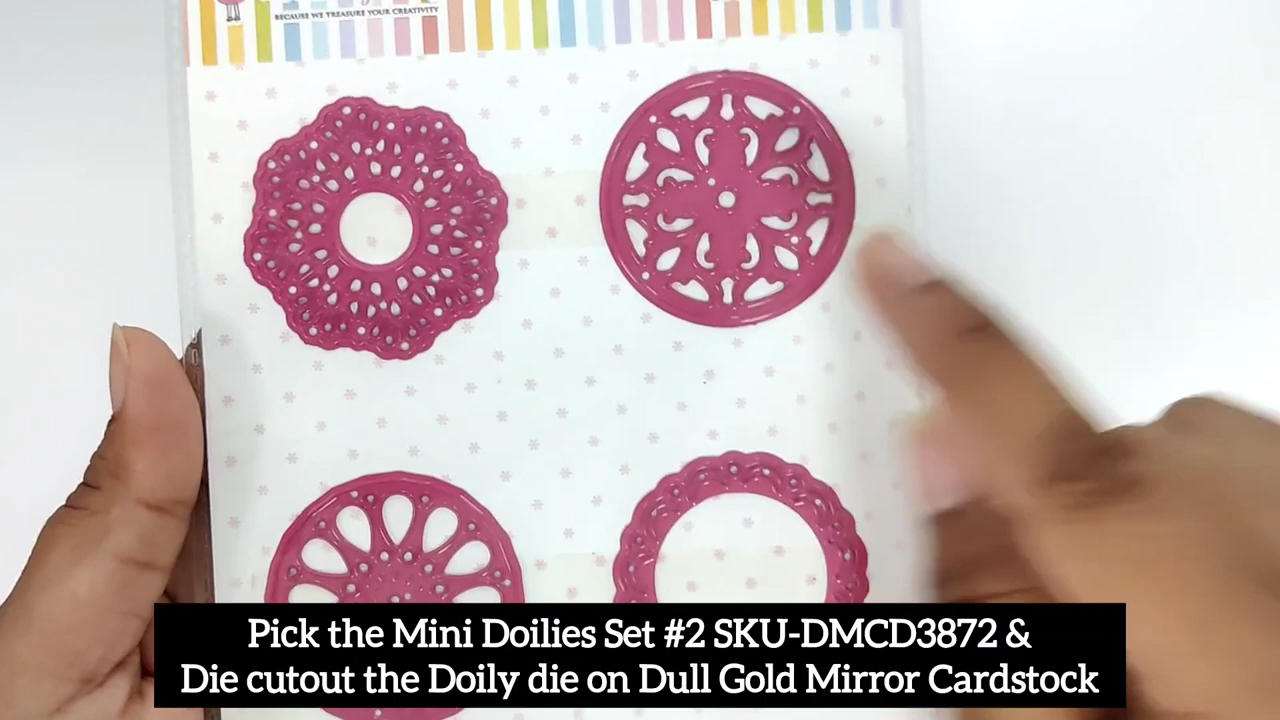 BECAUSE WE TREASURE YOUR CREATIVITY
Pick the Mini Doilies Set #2 SKU-DMCD3872 &
Die cutout the Doily die on Dull Gold Mirror Cardstock